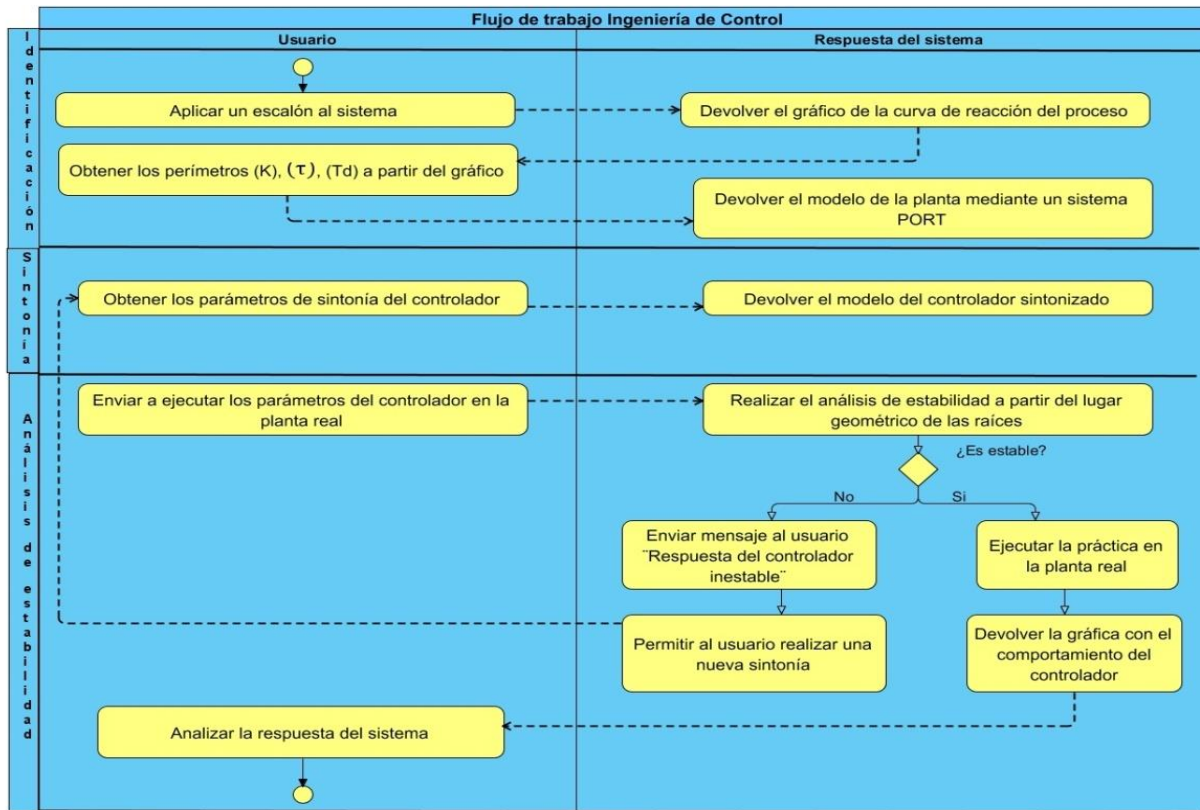 Flujo de trabajo Ingeniería de Control
Usuario
Respuesta del sistema
Identificación
Aplicar un escalón al sistema
Devolver el gráfico de la curva de reacción del proceso
Obtener los perímetros (K), (τ), (Td) a partir del gráfico
Devolver el modelo de la planta mediante un sistema
PORT
Sintonía
Obtener los parámetros de sintonía del controlador
Devolver el modelo del controlador sintonizado
Análisis de estabilidad
Enviar a ejecutar los parámetros del controlador en la
planta real
Realizar el análisis de estabilidad a partir del lugar
geométrico de las raíces
¿Es estable?
No
Si
Enviar mensaje al usuario
¨Respuesta del controlador
inestable¨
Ejecutar la práctica en
la planta real
Permitir al usuario realizar una
nueva sintonía
Devolver la gráfica con el
comportamiento del
controlador
Analizar la respuesta del sistema